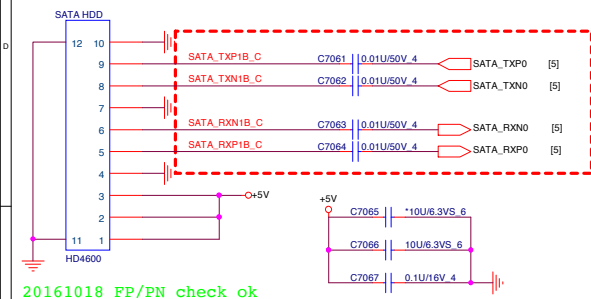 SATA HDD
12 10
9 SATA_TXP1B_C C7061 0.01U/50V_4 SATA_TXP0 [5]
8 SATA_TXN1B_C C7062 0.01U/50V_4 SATA_TXN0 [5]
7
6 SATA_RXN1B_C C7063 0.01U/50V_4 SATA_RXN0 [5]
5 SATA_RXP1B_C C7064 0.01U/50V_4 SATA_RXP0 [5]
4
3 +5V
2
11 1
HD4600
+5V
C7065 *10U/6.3VS_6
C7066 10U/6.3VS_6
C7067 0.1U/16V_4
D
20161018 FP/PN check ok